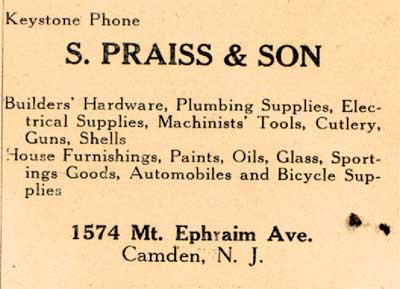 Keystone Phone
S. PRAISS & SON
Builders' Hardware, Plumbing Supplies, Elec-
trical Supplies, Machinists' Tools, Cutlery,
Guns, Shells
House Furnishings, Paints, Oils, Glass, Sport-
ings Goods, Automobiles and Bicycle Sup-
plies
1574 Mt. Ephraim Ave.
Camden, N. J.